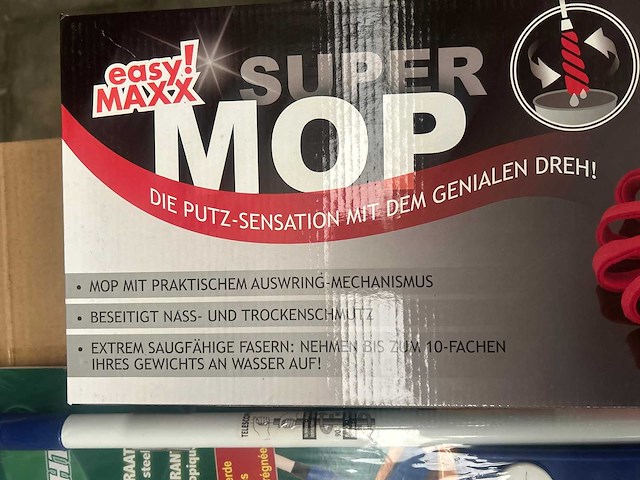 easy!
MAXX
SUPER
MOP
DIE PUTZ-SENSATION MIT DEM GENIALEN DREH!
• MOP MIT PRAKTISCHEM AUSWRING-MECHANISMUS
• BESEITIGT NASS- UND TROCKENSCHMUTZ
• EXTREM SAUGFÄHIGE FASERN: NEHMEN BIS ZUM 10-FACHEN
IHRES GEWICHTS AN WASSER AUF!